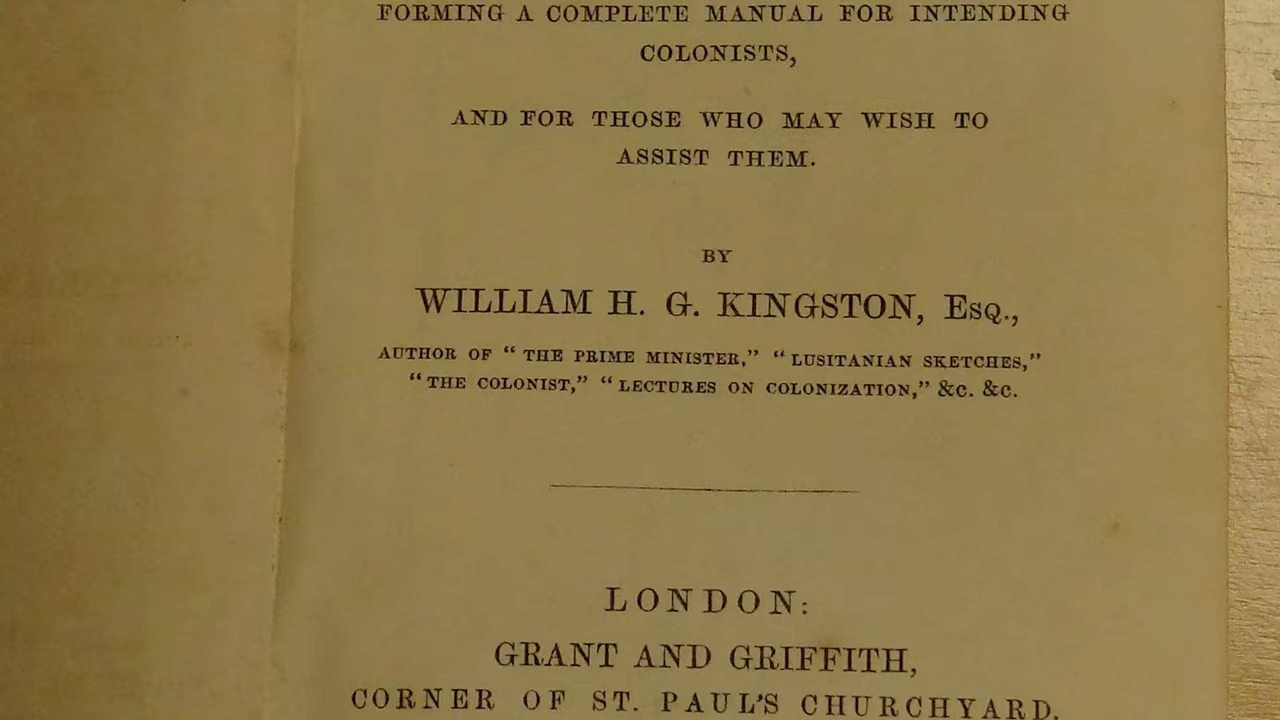 FORMING A COMPLETE MANUAL FOR INTENDING
COLONISTS,
AND FOR THOSE WHO MAY WISH TO
ASSIST THEM.
BY
WILLIAM H. G. KINGSTON, Esq.,
AUTHOR OF “ THE PRIME MINISTER,” “ LUSITANIAN SKETCHES,”
“ THE COLONIST,” “ LECTURES ON COLONIZATION,” &C. &C.
LONDON:
GRANT AND GRIFFITH,
CORNER OF ST. PAUL'S CHURCHYARD.